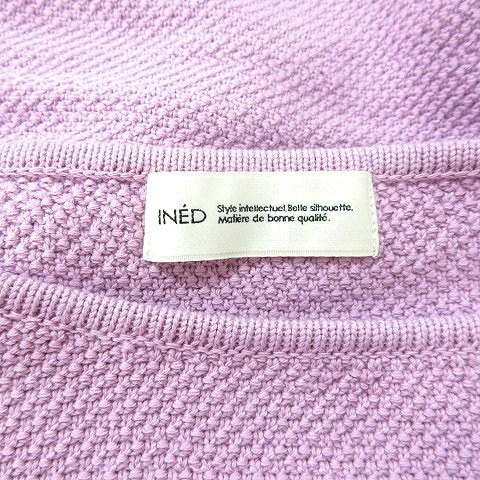 INÉD
Style intellectuel. Belle silhouette.
Matière de bonne qualité.